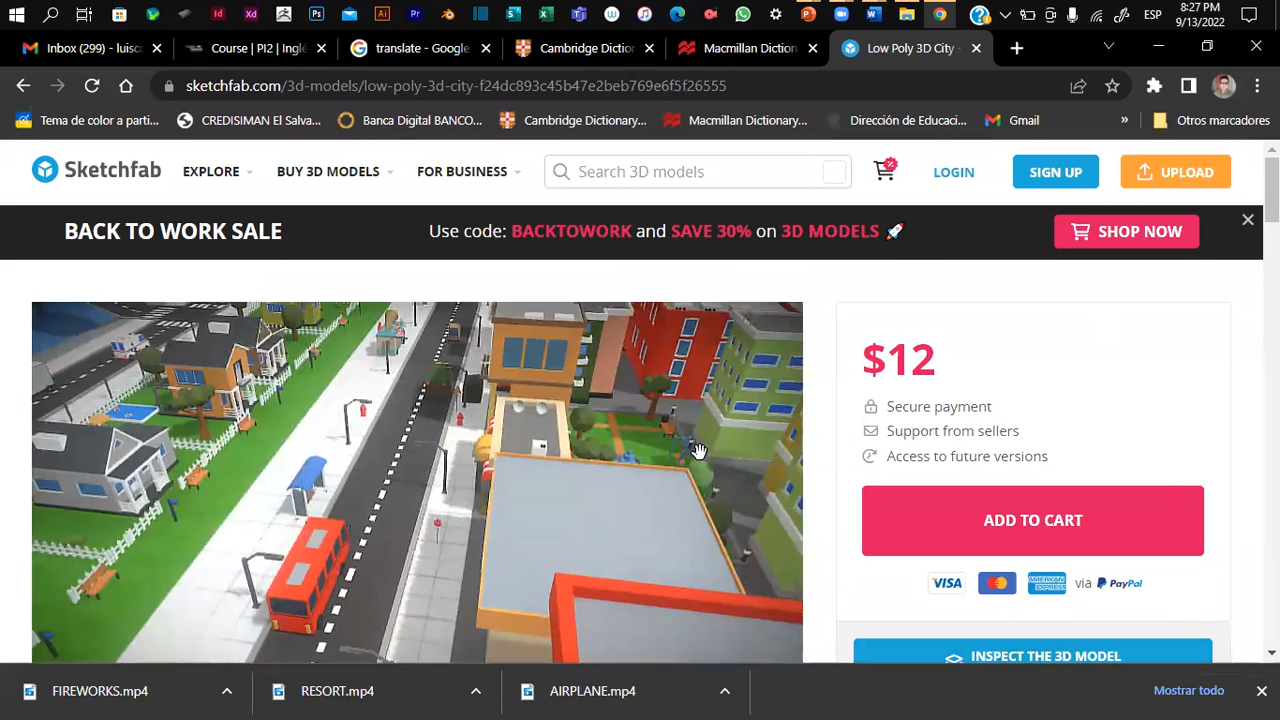 8:27 PM
ESP
9/13/2022
Inbox (299) - luisc
Course | PI2 | Inglé
translate - Google
Cambridge Dictio
Macmillan Diction
Low Poly 3D City -
sketchfab.com/3d-models/low-poly-3d-city-f24dc893c45b47e2beb769e6f5f26555
Tema de color a parti...
CREDISIMAN El Salva...
Banca Digital BANCO...
Cambridge Dictionary...
Macmillan Dictionary...
Dirección de Educaci...
Gmail
»
Otros marcadores
Sketchfab
EXPLORE
BUY 3D MODELS
FOR BUSINESS
Search 3D models
LOGIN
SIGN UP
UPLOAD
BACK TO WORK SALE
Use code: BACKTOWORK and SAVE 30% on 3D MODELS 🚀
SHOP NOW
$12
Secure payment
Support from sellers
Access to future versions
ADD TO CART
VISA
AMERICAN EXPRESS
via PayPal
INSPECT THE 3D MODEL
FIREWORKS.mp4
RESORT.mp4
AIRPLANE.mp4
Mostrar todo